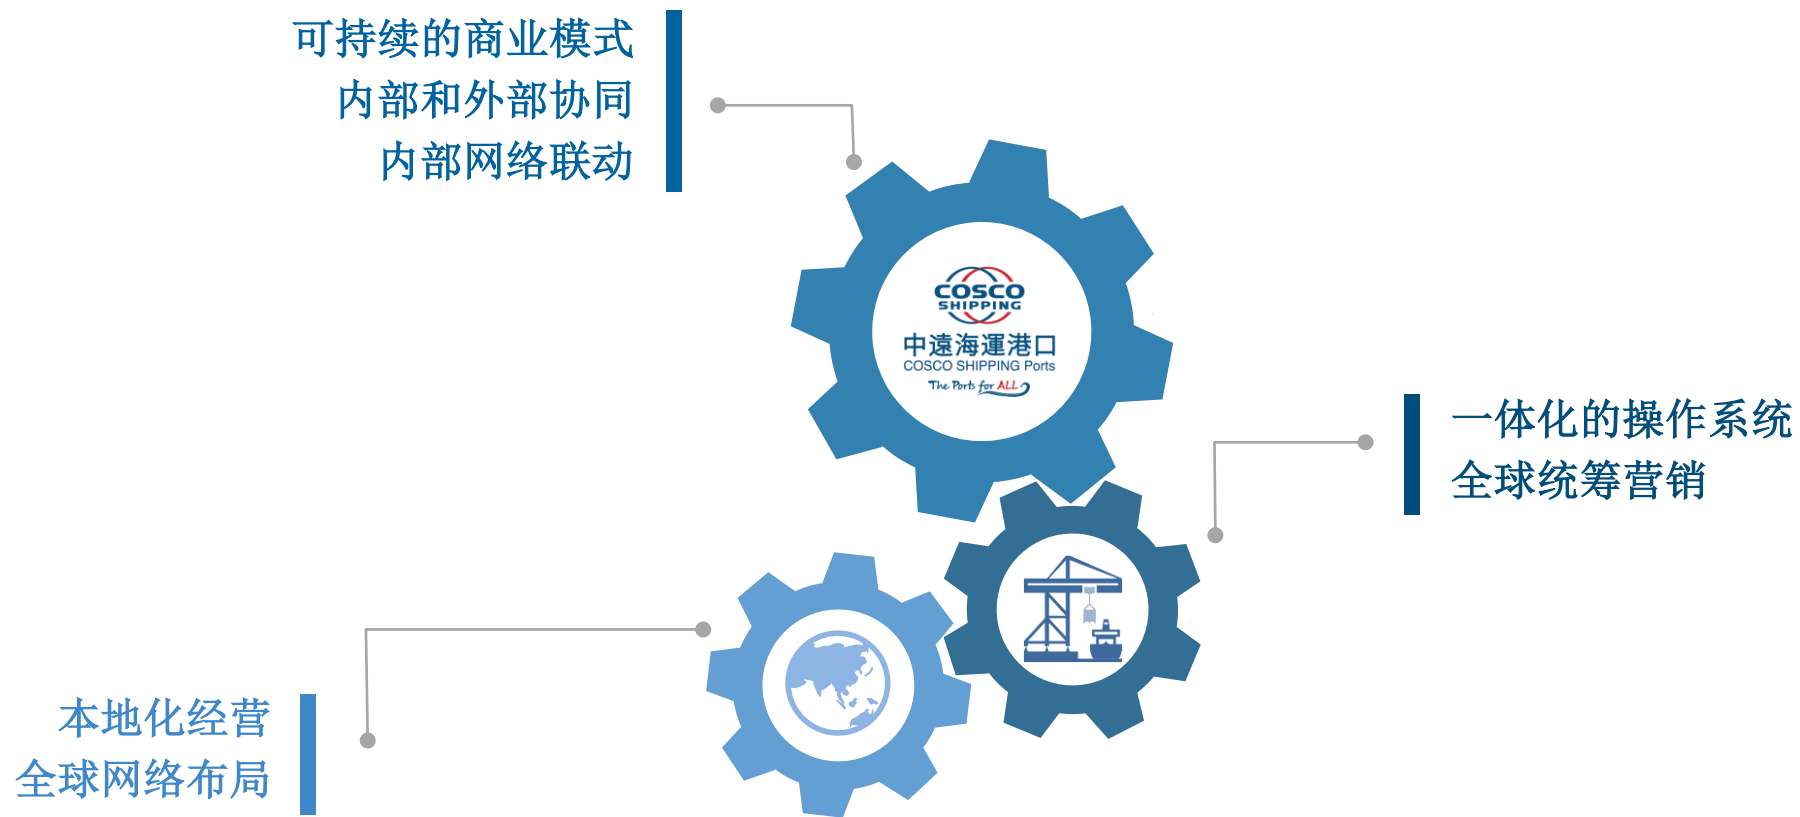 可持续的商业模式
内部和外部协同
内部网络联动
COSCO
SHIPPING
中遠海運港口
COSCO SHIPPING Ports
The Ports for ALL
一体化的操作系统
全球统筹营销
本地化经营
全球网络布局